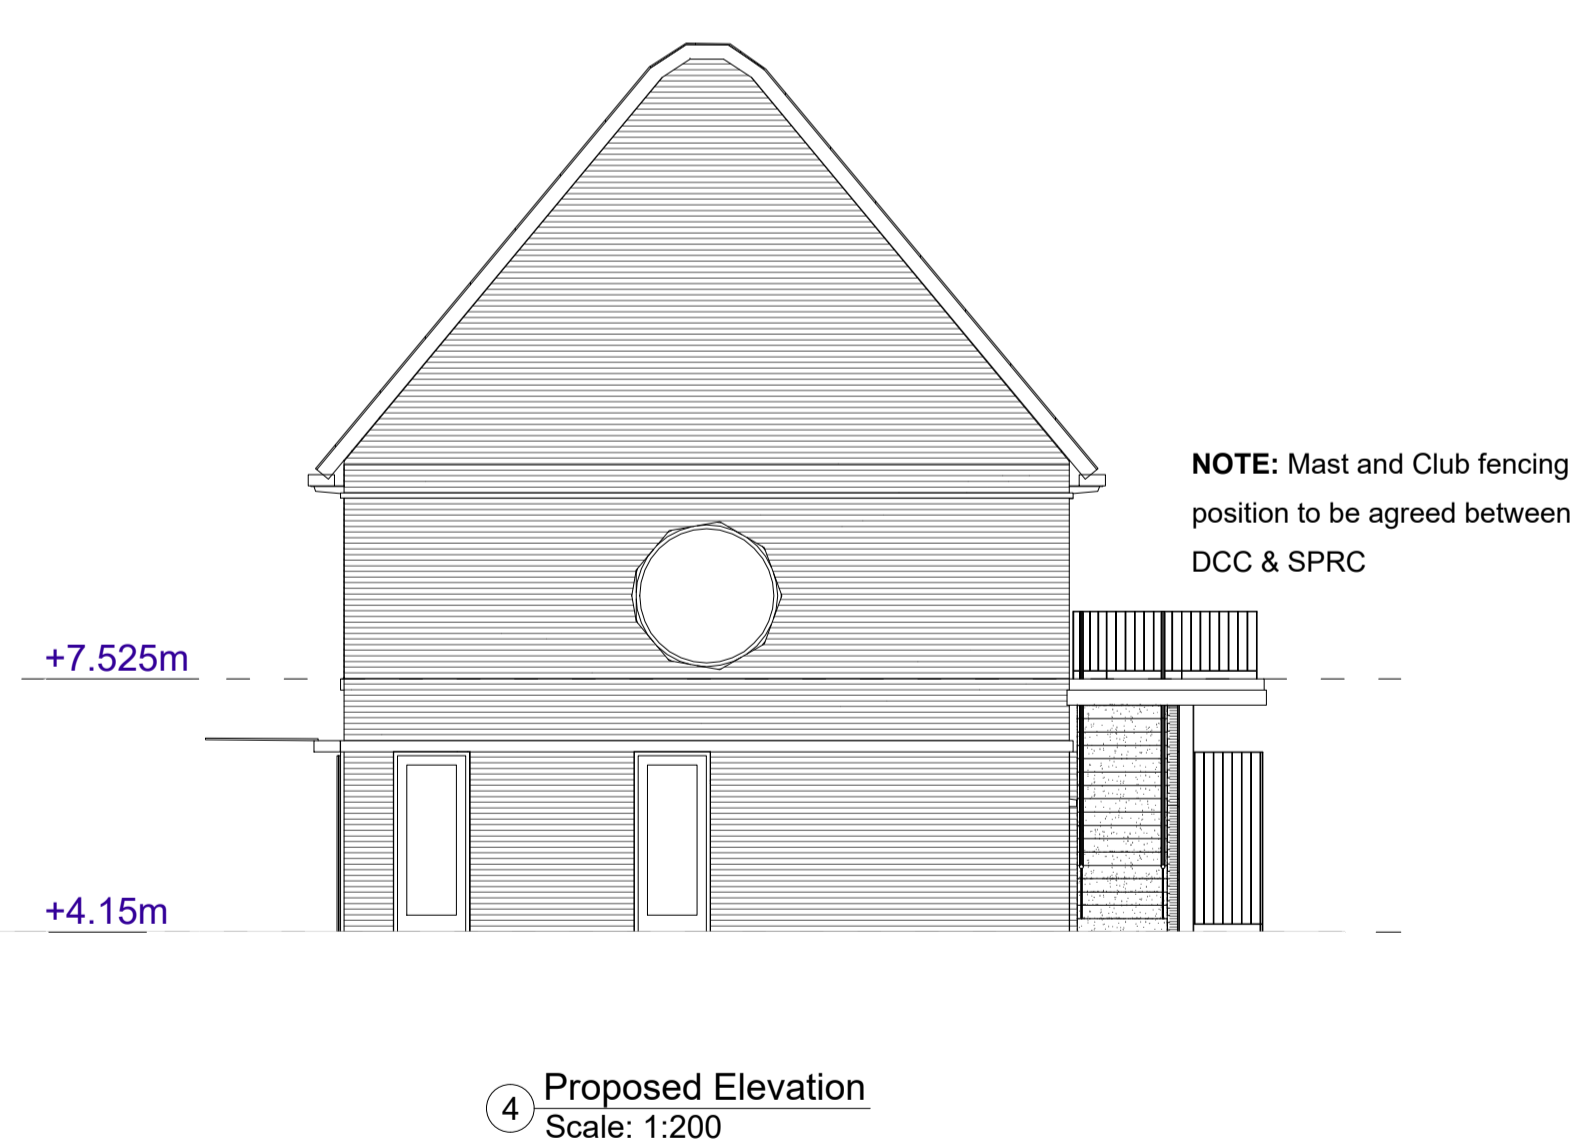 NOTE: Mast and Club fencing
position to be agreed between
DCC & SPRC
+7.525m
+4.15m
4
Proposed Elevation
Scale: 1:200